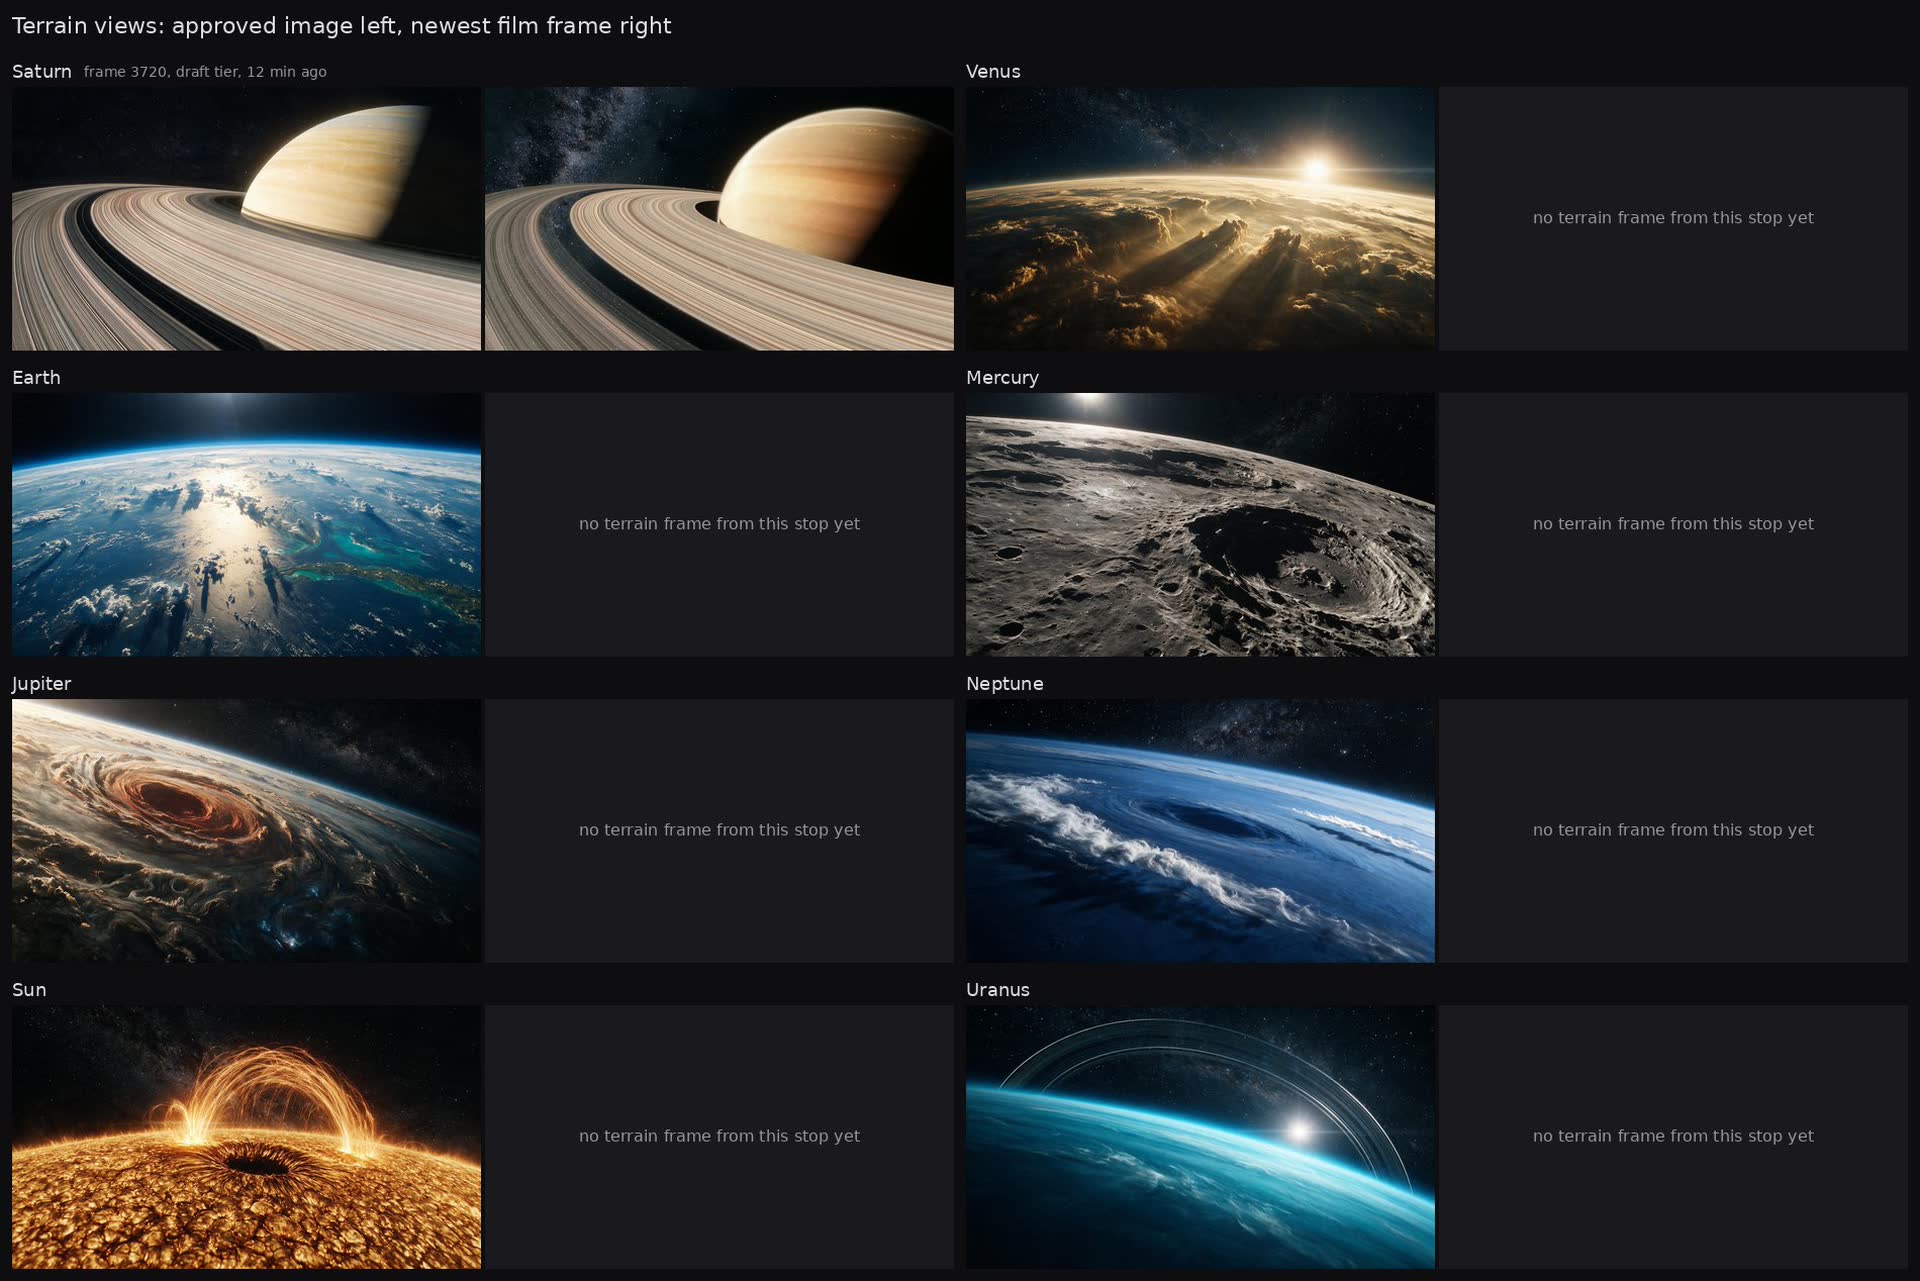 Terrain views: approved image left, newest film frame right
Saturn frame 3720, draft tier, 12 min ago
Venus
no terrain frame from this stop yet
Earth
no terrain frame from this stop yet
Mercury
no terrain frame from this stop yet
Jupiter
no terrain frame from this stop yet
Neptune
no terrain frame from this stop yet
Sun
no terrain frame from this stop yet
Uranus
no terrain frame from this stop yet